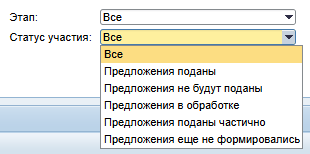 Этап: Все
Статус участия: Все
Все
Предложения поданы
Предложения не будут поданы
Предложения в обработке
Предложения поданы частично
Предложения еще не формировались